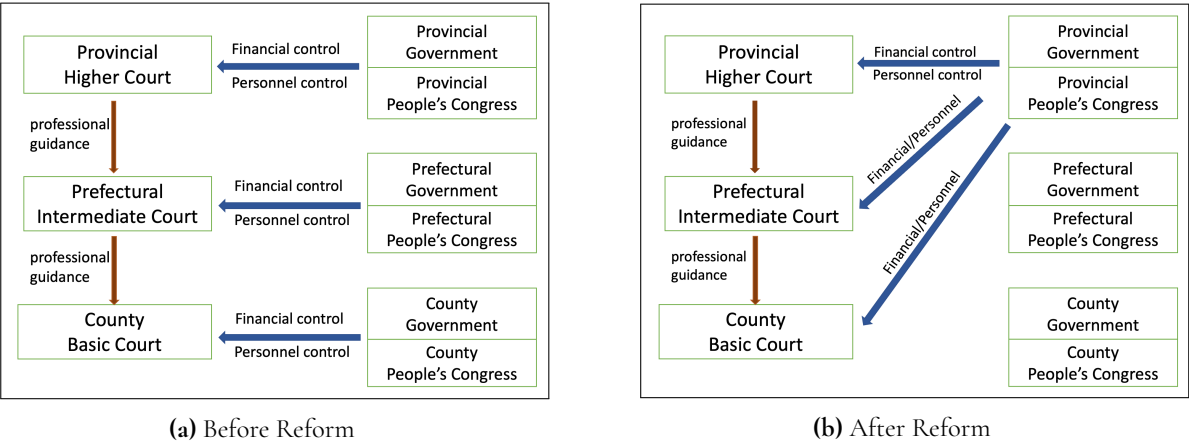 Provincial
Higher Court
Financial control
Personnel control
Provincial
Government
Provincial
People's Congress
professional
guidance
Prefectural
Intermediate Court
Financial control
Personnel control
Prefectural
Government
Prefectural
People's Congress
professional
guidance
County
Basic Court
Financial control
Personnel control
County
Government
County
People's Congress
(a) Before Reform
Provincial
Higher Court
Financial control
Personnel control
Provincial
Government
Provincial
People's Congress
professional
guidance
Financial/Personnel
Prefectural
Intermediate Court
Prefectural
Government
Prefectural
People's Congress
professional
guidance
Financial/Personnel
County
Basic Court
County
Government
County
People's Congress
(b) After Reform